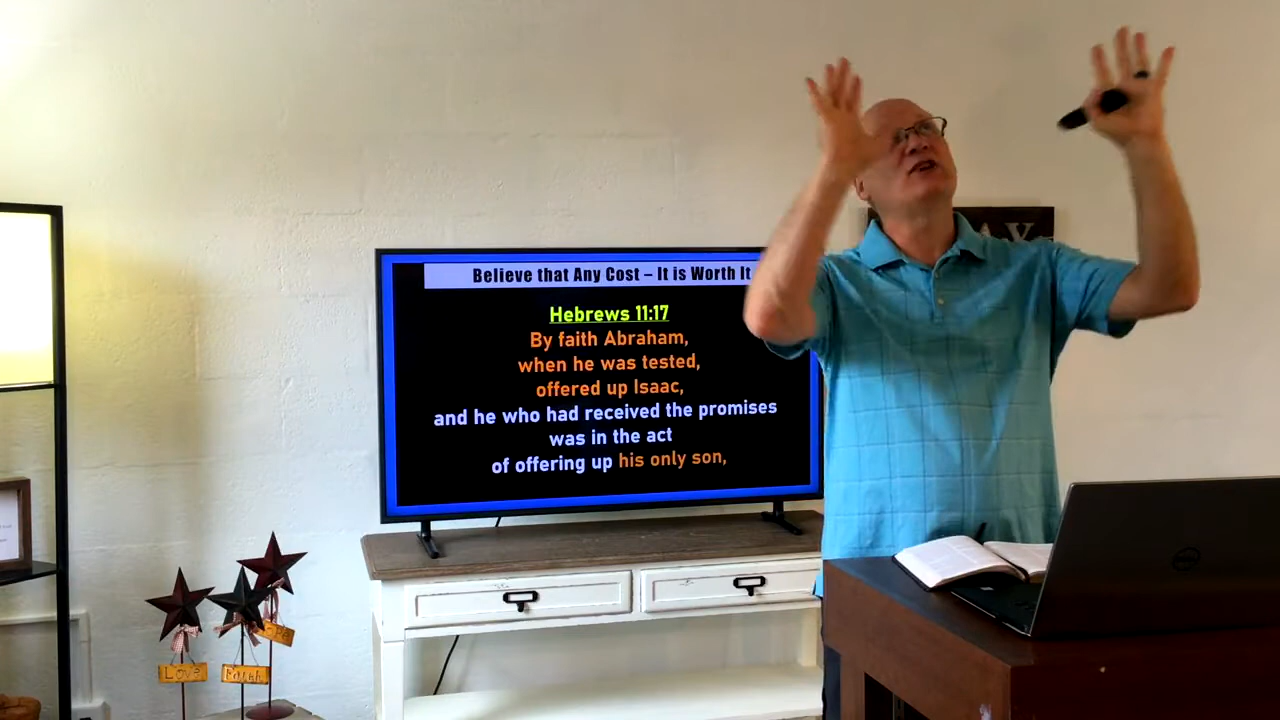 Believe that Any Cost – It is Worth It
Hebrews 11:17
By faith Abraham,
when he was tested,
offered up Isaac,
and he who had received the promises
was in the act
of offering up his only son,
AY
Love
Faith
DELL